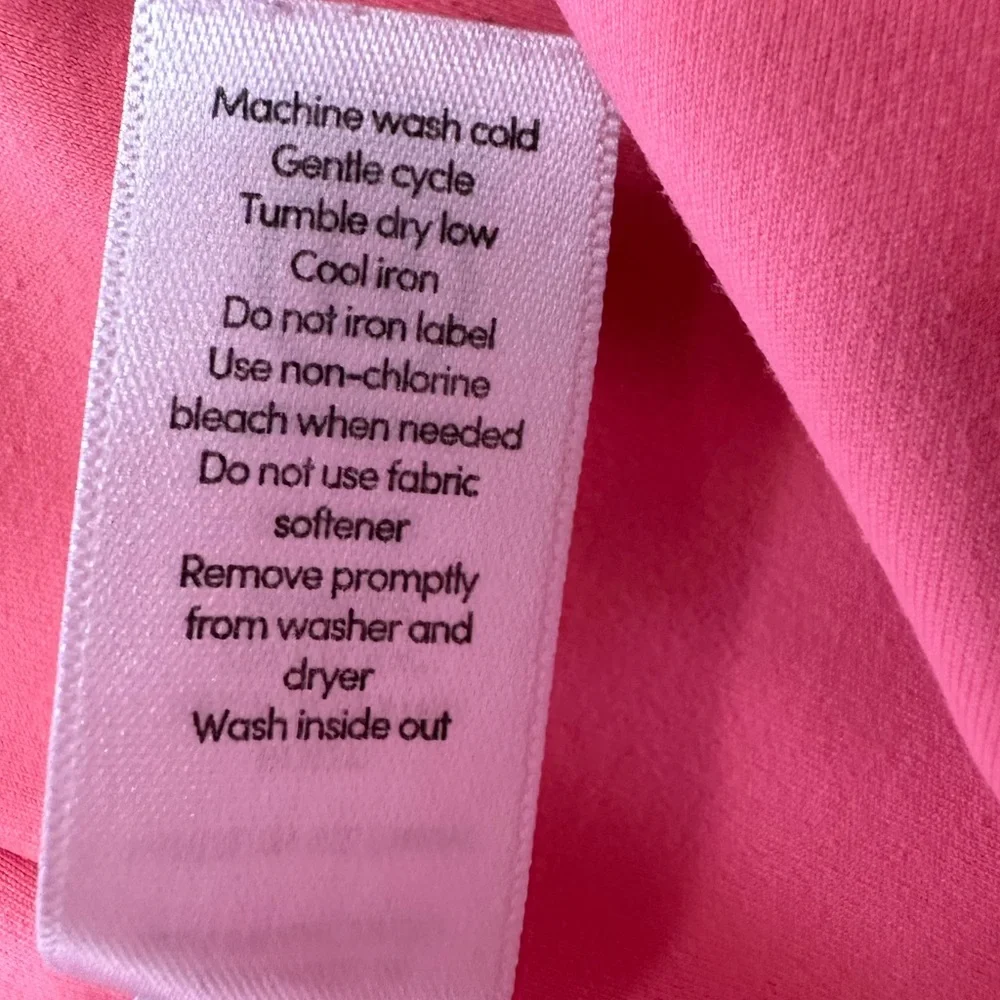 Machine wash cold
Gentle cycle
Tumble dry low
Cool iron
Do not iron label
Use non-chlorine
bleach when needed
Do not use fabric
softener
Remove promptly
from washer and
dryer
Wash inside out